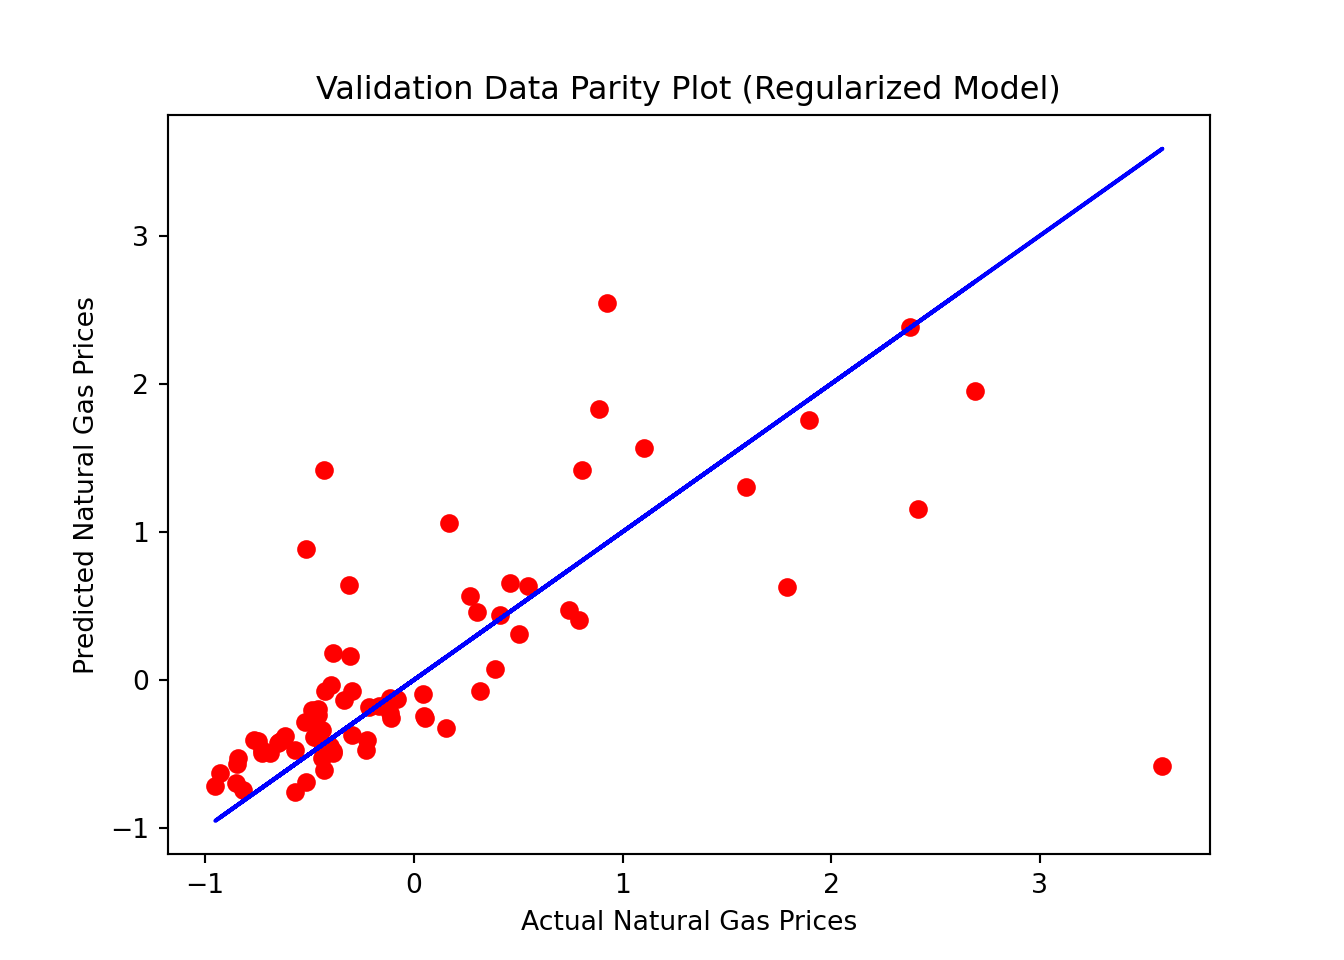 Validation Data Parity Plot (Regularized Model)
Predicted Natural Gas Prices
3
2
1
0
−1
−1 0 1 2 3
Actual Natural Gas Prices